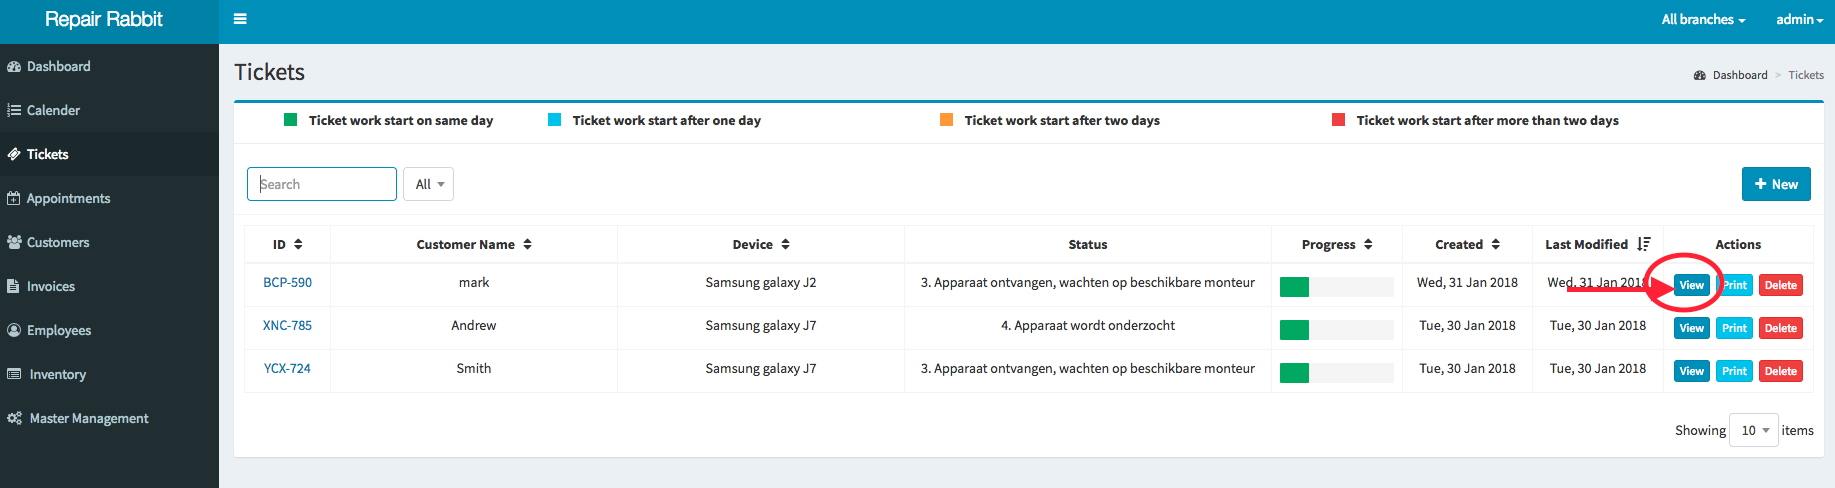 Repair Rabbit
All branches admin
Dashboard
Calender
Tickets
Appointments
Customers
Invoices
Employees
Inventory
Master Management
Tickets
Dashboard > Tickets
Ticket work start on same day Ticket work start after one day Ticket work start after two days Ticket work start after more than two days
Search All + New
ID Customer Name Device Status Progress Created Last Modified Actions
BCP-590 mark Samsung galaxy J2 3. Apparaat ontvangen, wachten op beschikbare monteur Wed, 31 Jan 2018 Wed, 31 Jan 2018 View Print Delete
XNC-785 Andrew Samsung galaxy J7 4. Apparaat wordt onderzocht Tue, 30 Jan 2018 Tue, 30 Jan 2018 View Print Delete
YCX-724 Smith Samsung galaxy J7 3. Apparaat ontvangen, wachten op beschikbare monteur Tue, 30 Jan 2018 Tue, 30 Jan 2018 View Print Delete
Showing 10 items